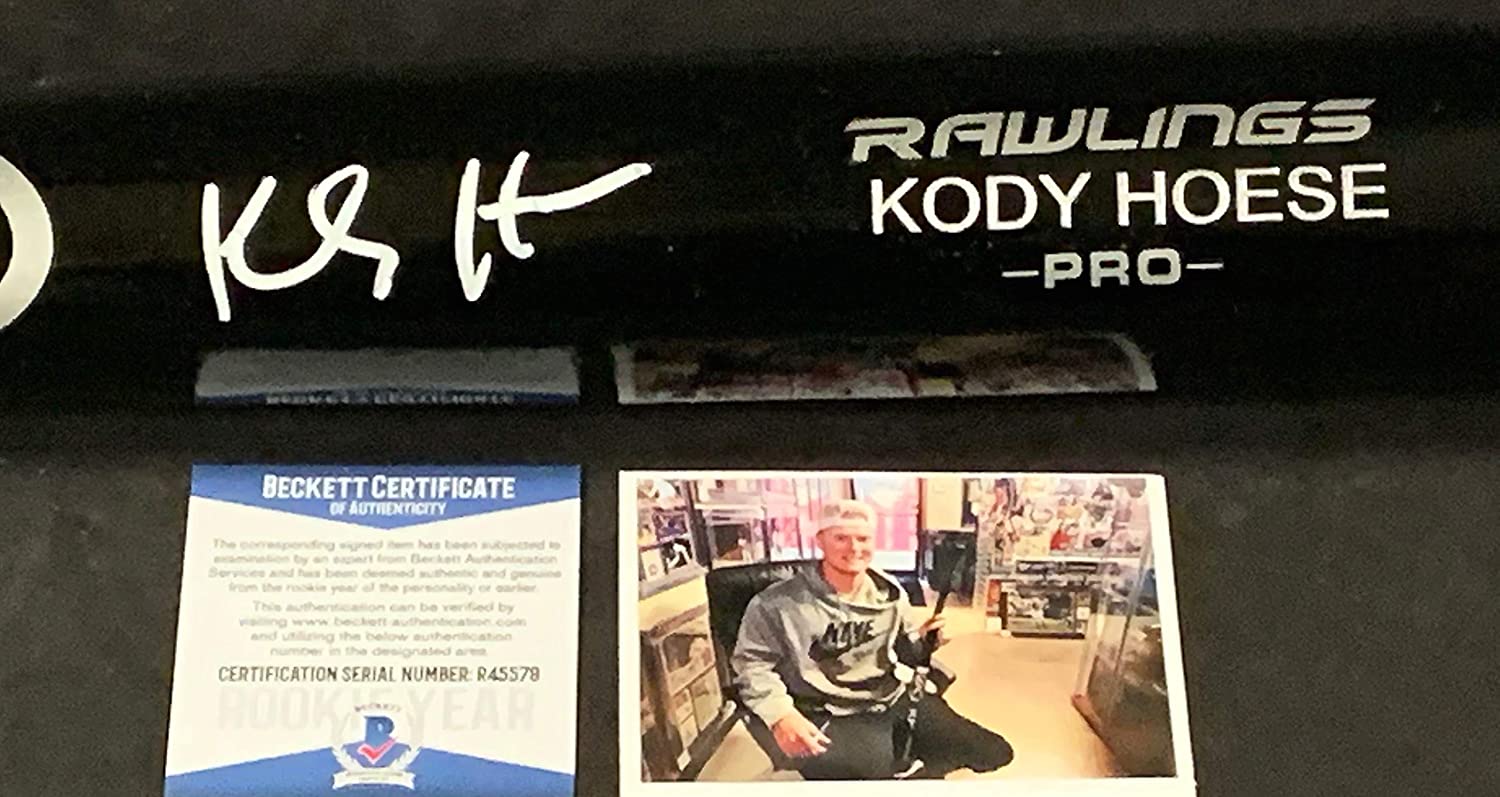 RAWLINGS
KODY HOESE
-PRO-
BECKETT CERTIFICATE
OF AUTHENTICITY
The corresponding signed item has been subjected to
examination by an expert from Beckett Authentication
Services and has been deemed authentic and genuine
from the rookie year of the personality or earlier.
This authentication can be verified by
visiting www.beckett-authentication.com
and utilizing the below authentication
number in the designated area.
CERTIFICATION SERIAL NUMBER: R45578
ROOKIE YEAR
BECKETT
B
NIKE